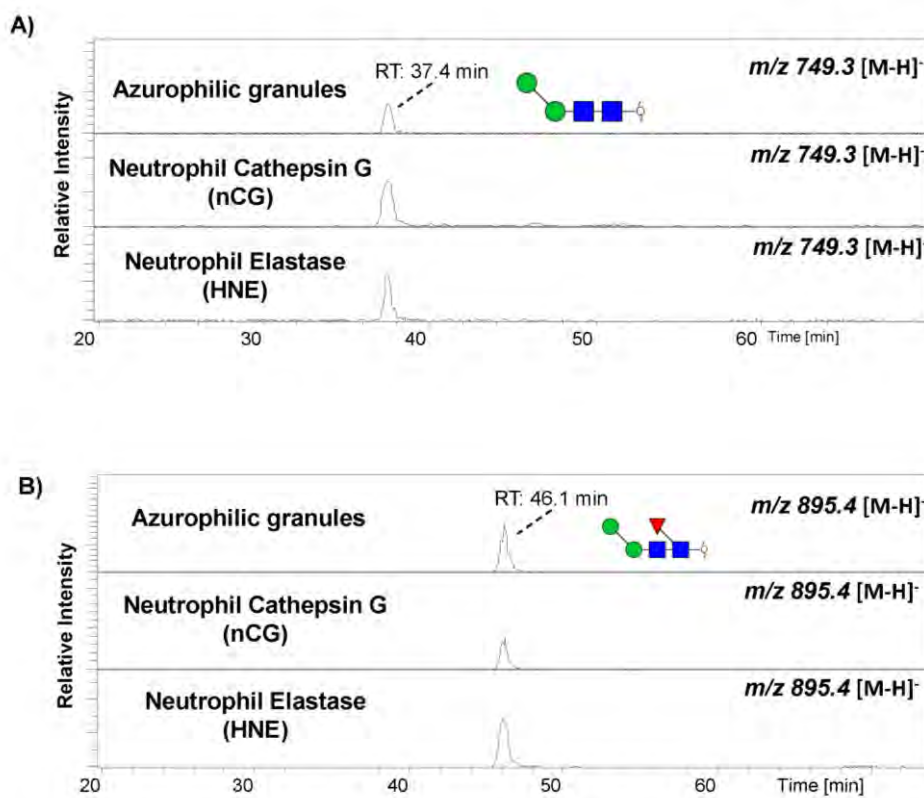 A)
Relative Intensity
Azurophilic granules
RT: 37.4 min
m/z 749.3 [M-H]-
Neutrophil Cathepsin G
(nCG)
m/z 749.3 [M-H]-
Neutrophil Elastase
(HNE)
m/z 749.3 [M-H]-
20 30 40 50 60 Time [min]
B)
Relative Intensity
Azurophilic granules
RT: 46.1 min
m/z 895.4 [M-H]-
Neutrophil Cathepsin G
(nCG)
m/z 895.4 [M-H]-
Neutrophil Elastase
(HNE)
m/z 895.4 [M-H]-
20 30 40 50 60 Time [min]